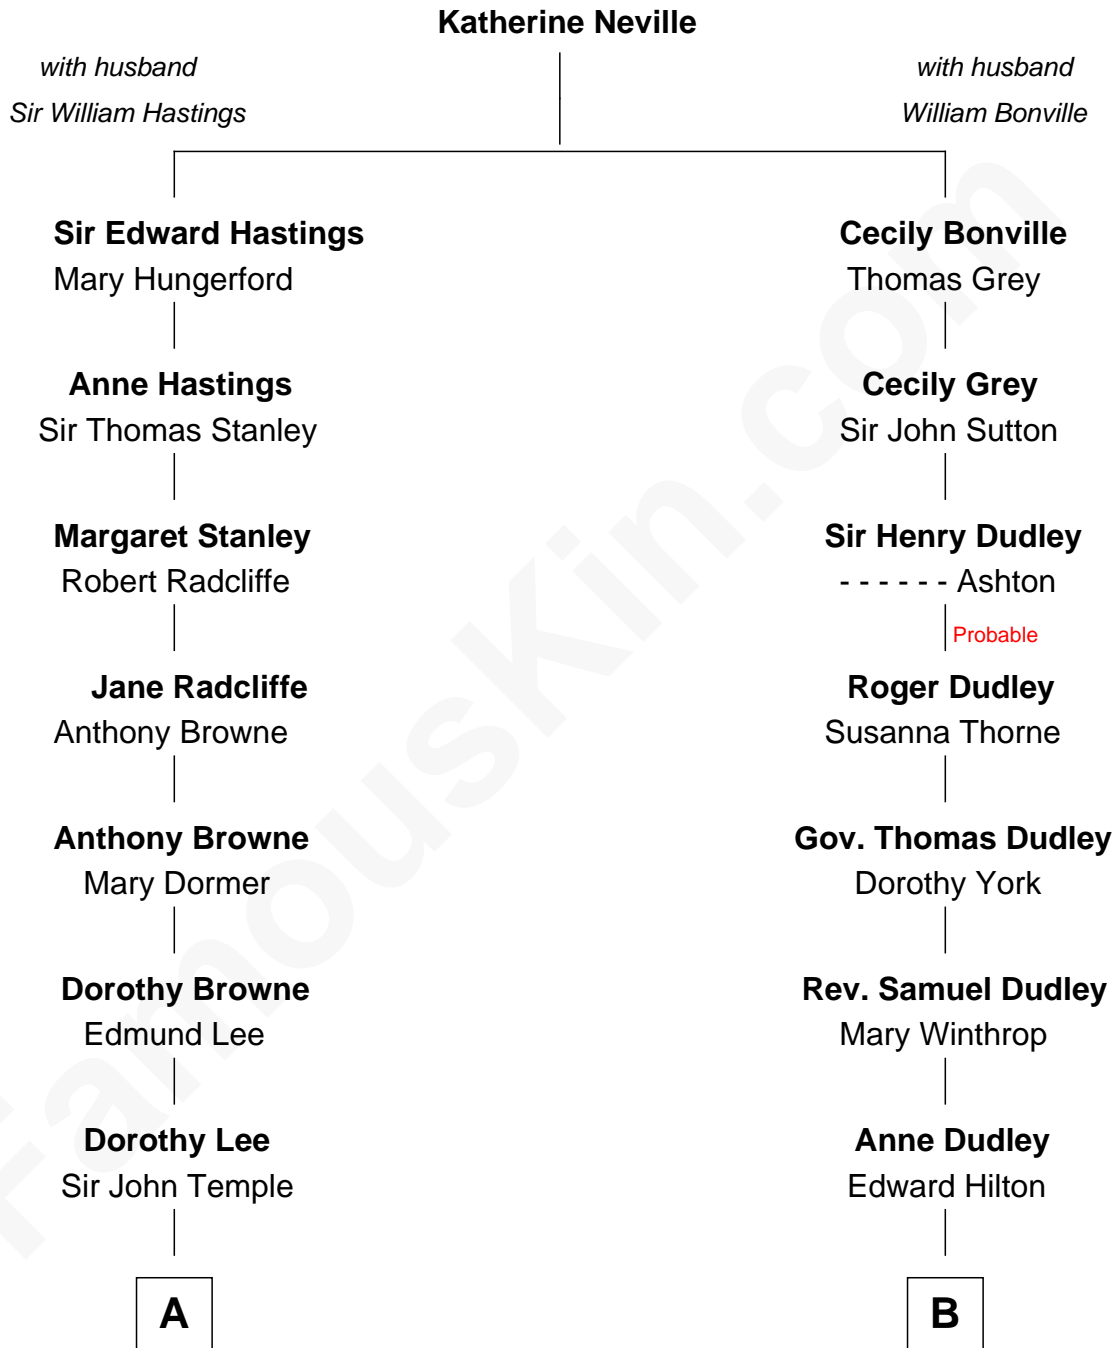 Katherine Neville
with husband
Sir William Hastings
with husband
William Bonville
Sir Edward Hastings
Mary Hungerford
Anne Hastings
Sir Thomas Stanley
Margaret Stanley
Robert Radcliffe
Jane Radcliffe
Anthony Browne
Anthony Browne
Mary Dormer
Dorothy Browne
Edmund Lee
Dorothy Lee
Sir John Temple
A
Cecily Bonville
Thomas Grey
Cecily Grey
Sir John Sutton
Sir Henry Dudley
- - - - - - Ashton
Probable
Roger Dudley
Susanna Thorne
Gov. Thomas Dudley
Dorothy York
Rev. Samuel Dudley
Mary Winthrop
Anne Dudley
Edward Hilton
B
FamousKin.com